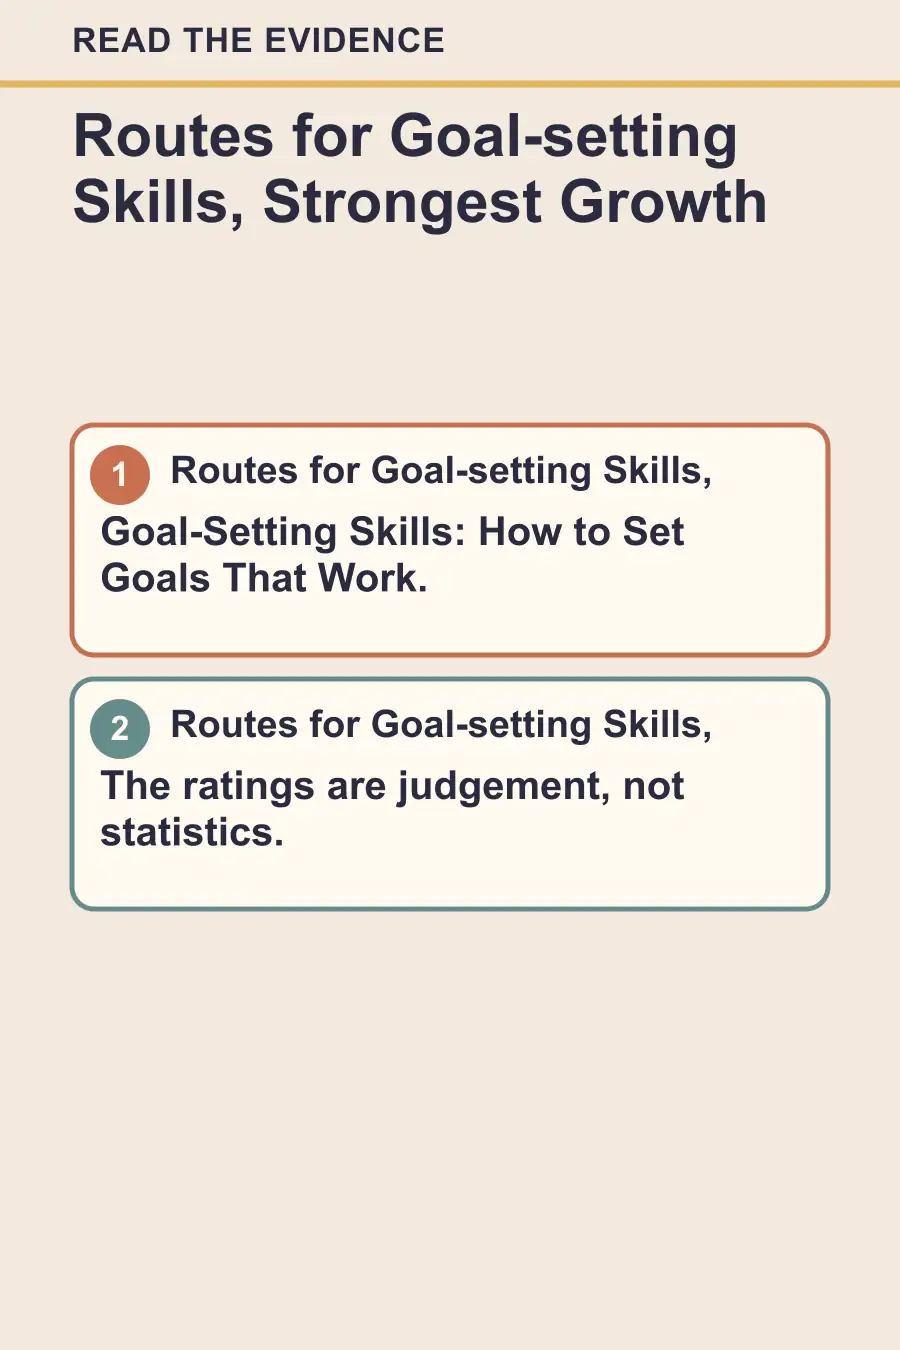 READ THE EVIDENCE
Routes for Goal-setting
Skills, Strongest Growth
1 Routes for Goal-setting Skills,
Goal-Setting Skills: How to Set
Goals That Work.
2 Routes for Goal-setting Skills,
The ratings are judgement, not
statistics.